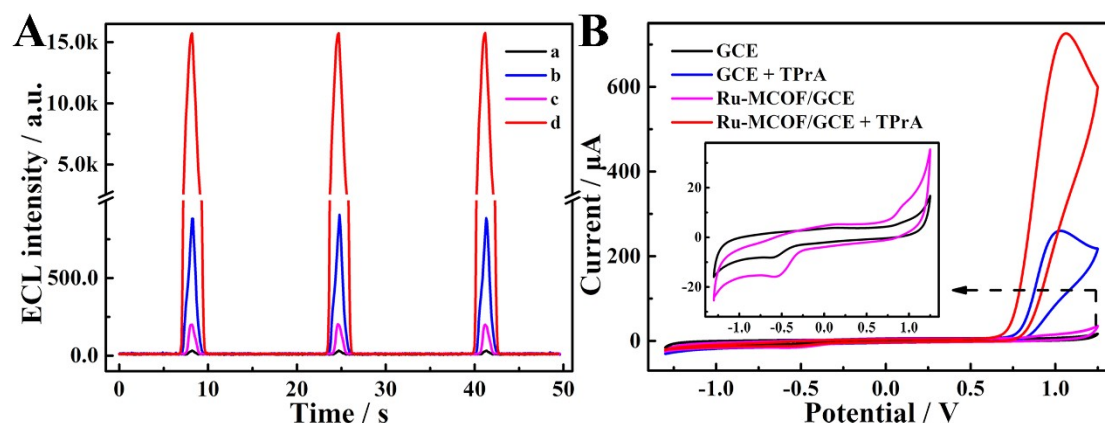 A
ECL intensity / a.u.
15.0k
10.0k
5.0k
500.0
0.0
a
b
c
d
0 10 20 30 40 50
Time / s
B
Current / µA
600
400
200
0
GCE
GCE + TPrA
Ru-MCOF/GCE
Ru-MCOF/GCE + TPrA
20
0
-20
-1.0 -0.5 0.0 0.5 1.0
-1.0 -0.5 0.0 0.5 1.0
Potential / V